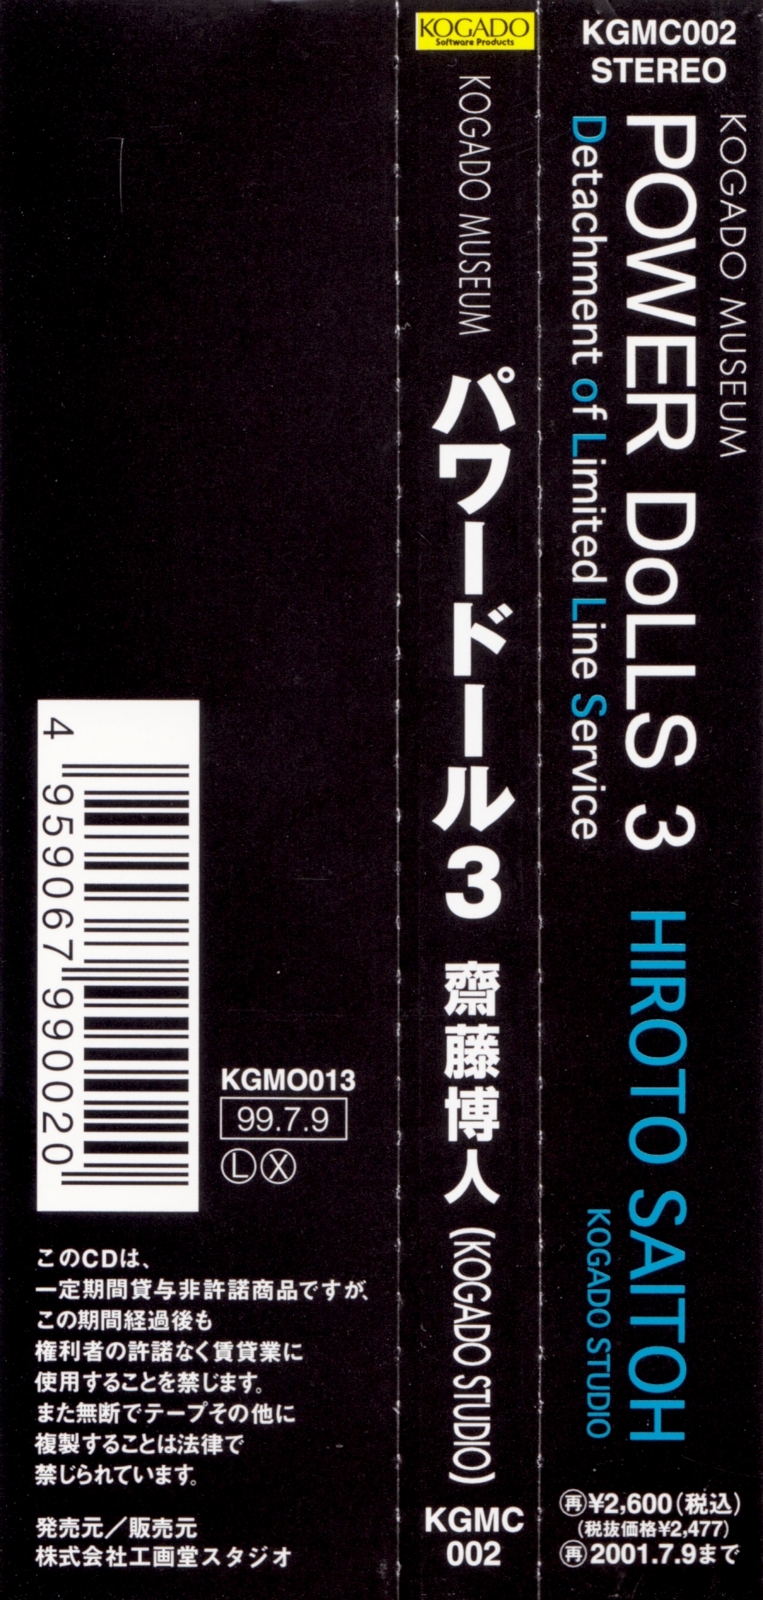 KGMC002
STEREO
KOGADO MUSEUM
POWER DoLLS 3
Detachment of Limited Line Service
HIROTO SAITOH
KOGADO STUDIO
再¥2,600(税込)
(税抜価格¥2,477)
再2001.7.9まで
KOGADO
Software Products
KOGADO MUSEUM
パワードール3
齋藤博人
(KOGADO STUDIO)
KGMC
002
4 959067 990020
KGMO013
99.7.9
Ⓛ Ⓧ
このCDは、
一定期間貸与非許諾商品ですが、
この期間経過後も
権利者の許諾なく賃貸業に
使用することを禁じます。
また無断でテープその他に
複製することは法律で
禁じられています。
発売元／販売元
株式会社工画堂スタジオ